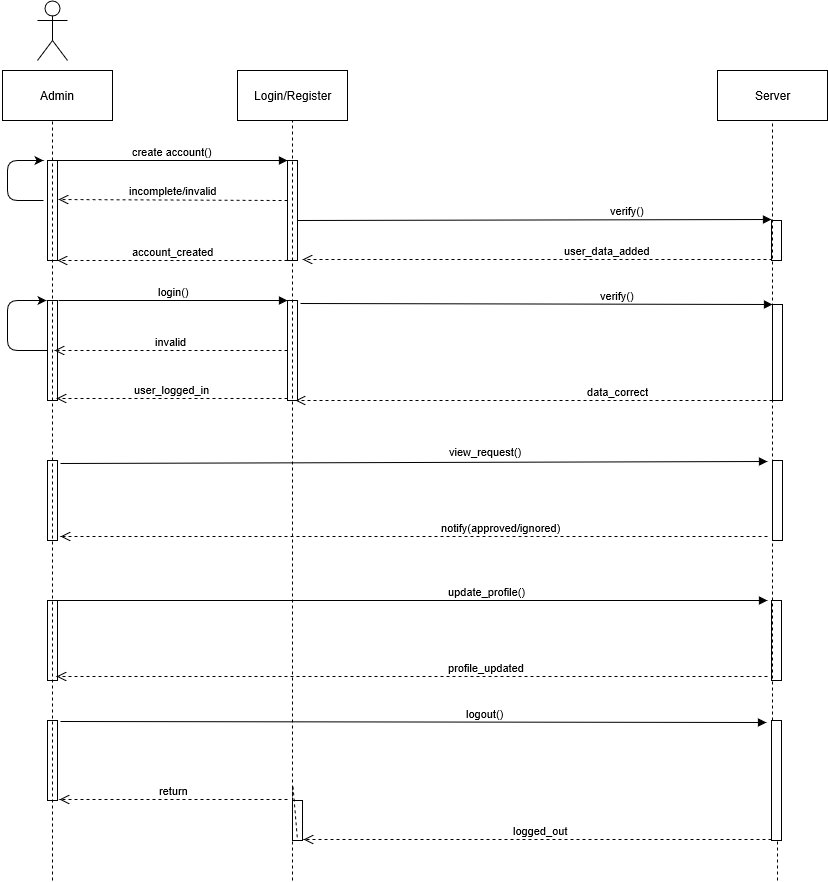 Admin
Login/Register
Server
create account()
incomplete/invalid
verify()
account_created
user_data_added
login()
verify()
invalid
user_logged_in
data_correct
view_request()
notify(approved/ignored)
update_profile()
profile_updated
logout()
return
logged_out